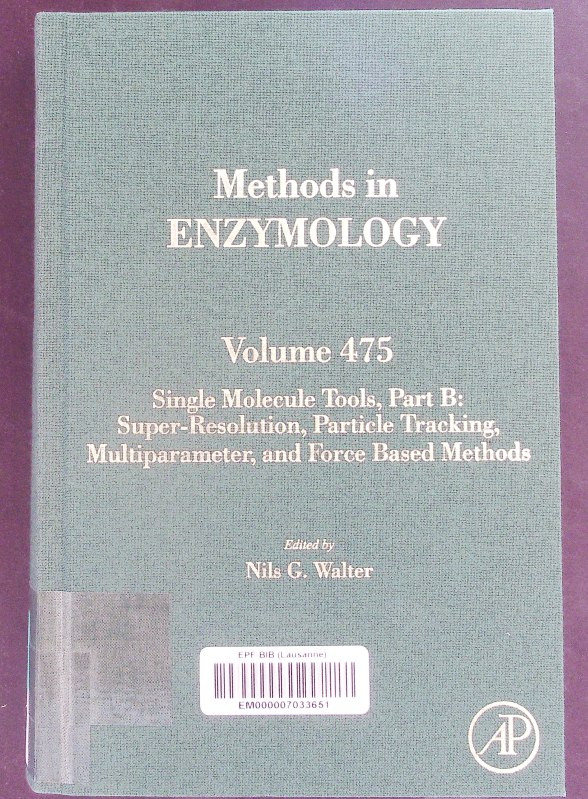 Methods in
ENZYMOLOGY
Volume 475
Single Molecule Tools, Part B:
Super-Resolution, Particle Tracking,
Multiparameter, and Force Based Methods
Edited by
Nils G. Walter
EPF BIB (Lausanne)
EM000007033651
AP